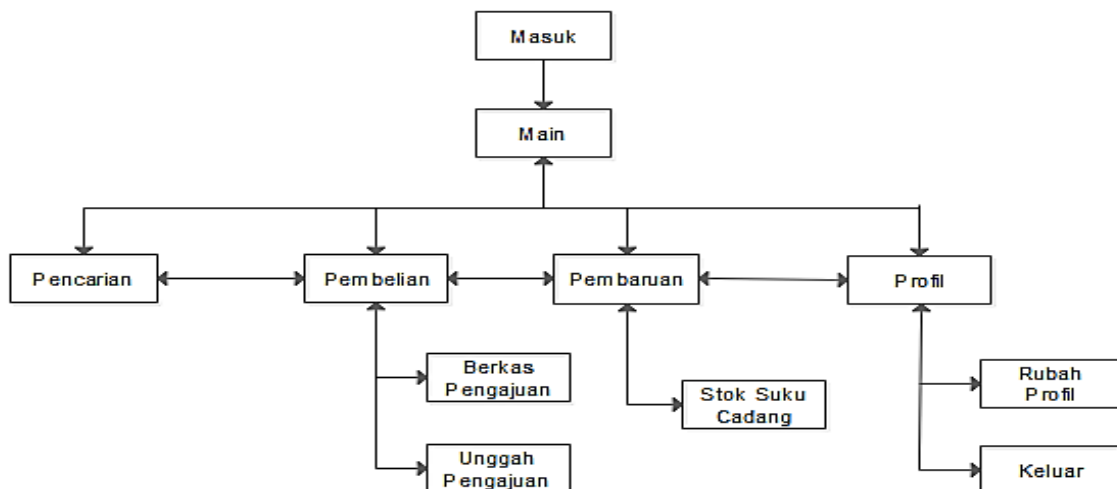 Masuk
Main
Pencarian
Pembelian
Pembaruan
Profil
Berkas
Pengajuan
Stok Suku
Cadang
Rubah
Profil
Unggah
Pengajuan
Keluar